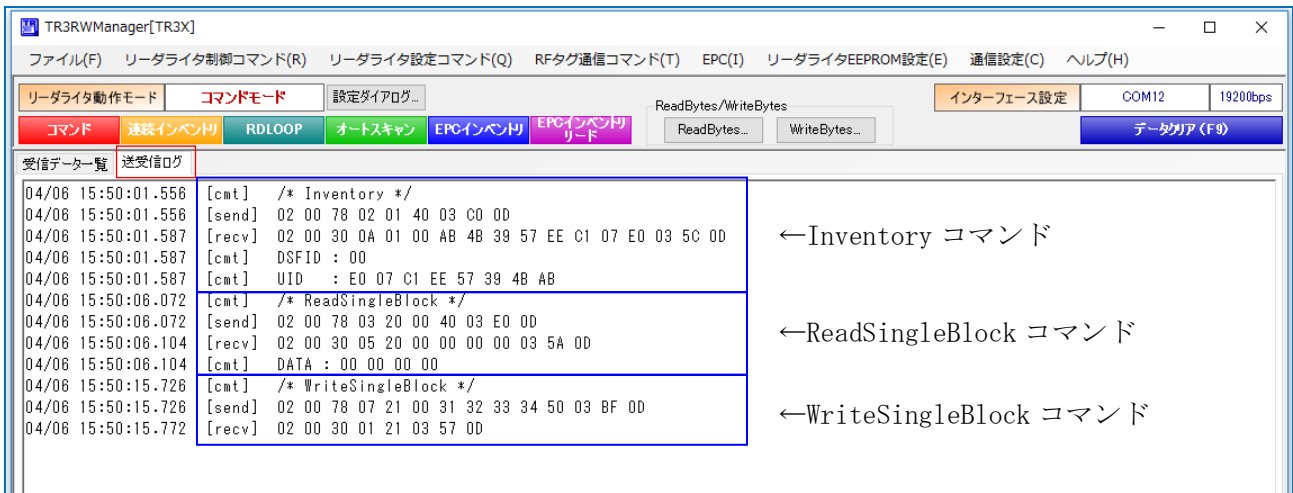 TR3RWManager[TR3X]
ファイル(F) リーダライタ制御コマンド(R) リーダライタ設定コマンド(Q) RFタグ通信コマンド(T) EPC(I) リーダライタEEPROM設定(E) 通信設定(C) ヘルプ(H)
リーダライタ動作モード コマンドモード 設定ダイアログ... ReadBytes/WriteBytes インターフェース設定 COM12 19200bps
コマンド 連続インベントリ RDLOOP オートスキャン EPCインベントリ EPCインベントリリード ReadBytes... WriteBytes... データクリア(F9)
受信データ一覧 送受信ログ
04/06 15:50:01.556 [cmt] /* Inventory */
04/06 15:50:01.556 [send] 02 00 78 02 01 40 03 C0 0D
04/06 15:50:01.587 [recv] 02 00 30 0A 01 00 AB 4B 39 57 EE C1 07 E0 03 5C 0D ←Inventory コマンド
04/06 15:50:01.587 [cmt] DSFID : 00
04/06 15:50:01.587 [cmt] UID : E0 07 C1 EE 57 39 4B AB
04/06 15:50:06.072 [cmt] /* ReadSingleBlock */
04/06 15:50:06.072 [send] 02 00 78 03 20 00 40 03 E0 0D ←ReadSingleBlock コマンド
04/06 15:50:06.104 [recv] 02 00 30 05 20 00 00 00 00 03 5A 0D
04/06 15:50:06.104 [cmt] DATA : 00 00 00 00
04/06 15:50:15.726 [cmt] /* WriteSingleBlock */
04/06 15:50:15.726 [send] 02 00 78 07 21 00 31 32 33 34 50 03 BF 0D ←WriteSingleBlock コマンド
04/06 15:50:15.772 [recv] 02 00 30 01 21 03 57 0D